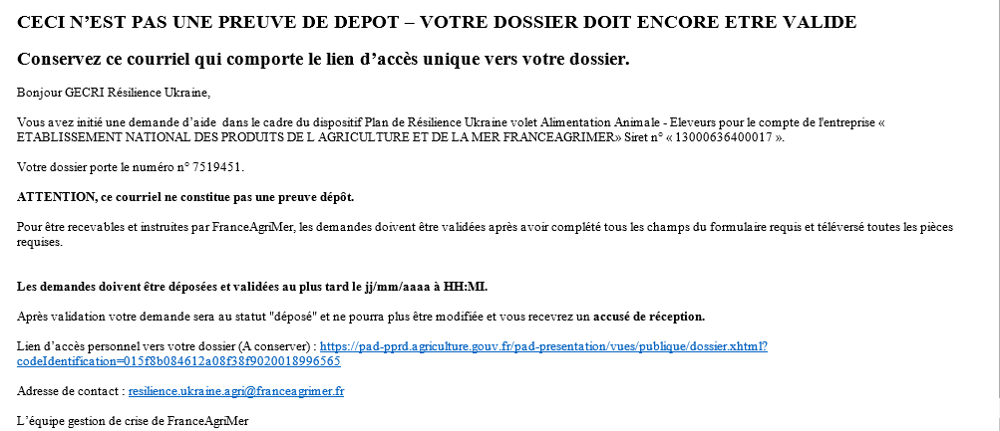 CECI N’EST PAS UNE PREUVE DE DEPOT – VOTRE DOSSIER DOIT ENCORE ETRE VALIDE
Conservez ce courriel qui comporte le lien d’accès unique vers votre dossier.
Bonjour GECRI Résilience Ukraine,
Vous avez initié une demande d’aide  dans le cadre du dispositif Plan de Résilience Ukraine volet Alimentation Animale - Eleveurs pour le compte de l'entreprise «
ETABLISSEMENT NATIONAL DES PRODUITS DE L AGRICULTURE ET DE LA MER FRANCEAGRIMER» Siret n° « 13000636400017 ».
Votre dossier porte le numéro n° 7519451.
ATTENTION, ce courriel ne constitue pas une preuve dépôt.
Pour être recevables et instruites par FranceAgriMer, les demandes doivent être validées après avoir complété tous les champs du formulaire requis et téléversé toutes les pièces
requises.
Les demandes doivent être déposées et validées au plus tard le jj/mm/aaaa à HH:MI.
Après validation votre demande sera au statut "déposé" et ne pourra plus être modifiée et vous recevrez un accusé de réception.
Lien d’accès personnel vers votre dossier (A conserver) : https://pad-pprd.agriculture.gouv.fr/pad-presentation/vues/publique/dossier.xhtml?
codeIdentification=015f8b084612a08f38f9020018996565
Adresse de contact : resilience.ukraine.agri@franceagrimer.fr
L’équipe gestion de crise de FranceAgriMer